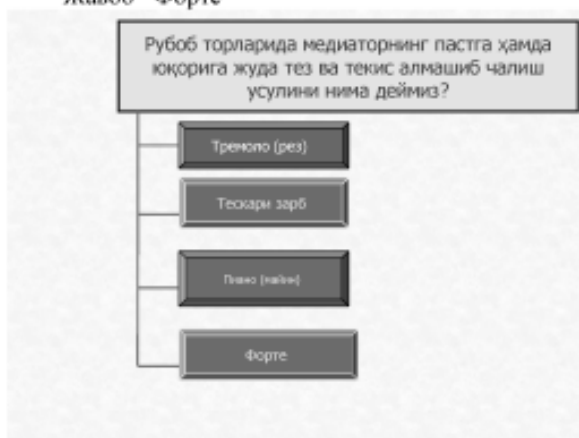 Жавоб - Форте
Рубоб торларида медиаторнинг пастга ҳамда
юқорига жуда тез ва текис алмашиб чалиш
усулини нима деймиз?
Тремоло (рез)
Тескари зарб
Пиано (майин)
Форте